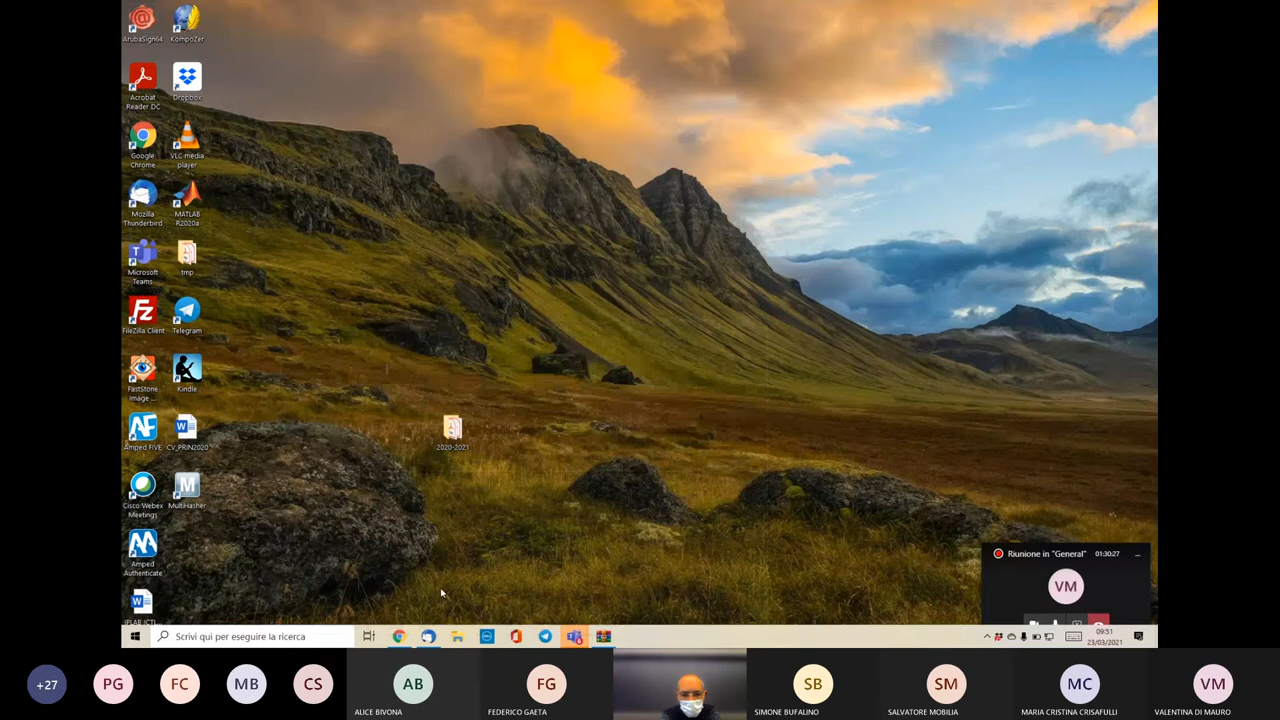 ArubaSign64
KompoZer
Acrobat
Reader DC
Dropbox
Google
Chrome
VLC media
player
Mozilla
Thunderbird
MATLAB
R2020a
Microsoft
Teams
tmp
FileZilla Client
Telegram
FastStone
Image ...
Kindle
Amped FIVE
CV_PRIN2020
2020-2021
Cisco Webex
Meetings
MultiHasher
Amped
Authenticate
Riunione in "General"
01:30:27
VM
Scrivi qui per eseguire la ricerca
09:51
23/03/2021
+27
PG
FC
MB
CS
AB
ALICE BIVONA
FG
FEDERICO GAETA
SB
SIMONE BUFALINO
SM
SALVATORE MOBILIA
MC
MARIA CRISTINA CRISAFULLI
VM
VALENTINA DI MAURO